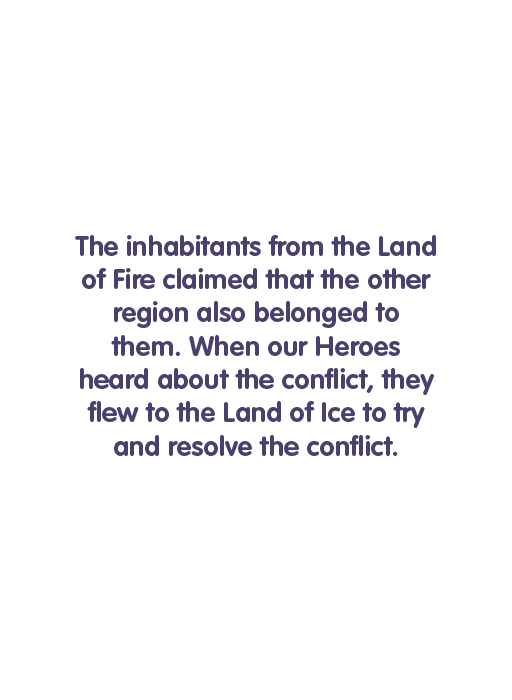 The inhabitants from the Land
of Fire claimed that the other
region also belonged to
them. When our Heroes
heard about the conflict, they
flew to the Land of Ice to try
and resolve the conflict.